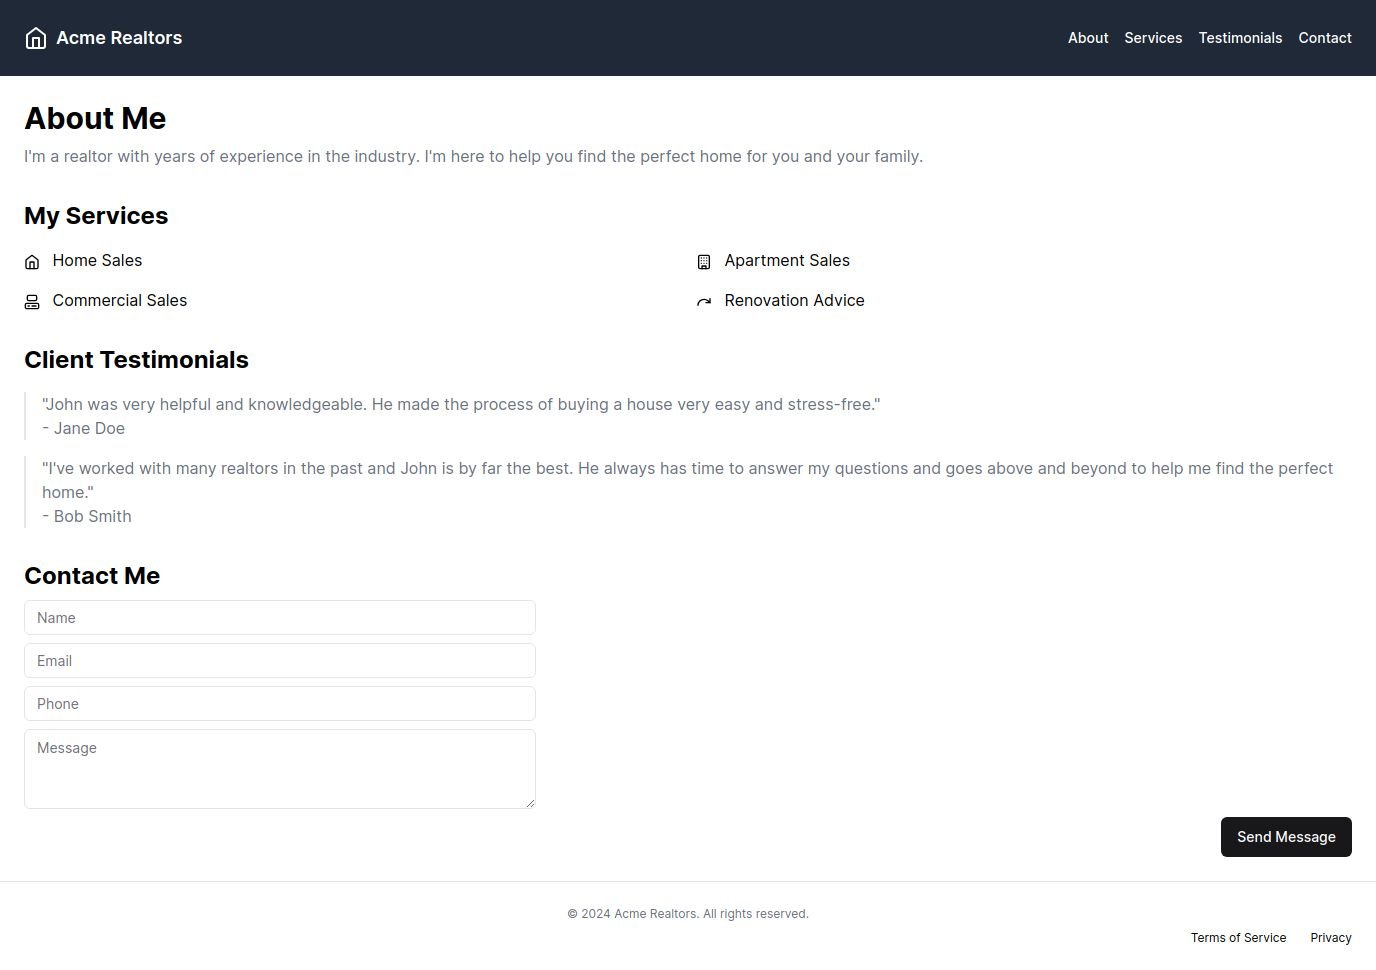 Acme Realtors
About Services Testimonials Contact
About Me
I'm a realtor with years of experience in the industry. I'm here to help you find the perfect home for you and your family.
My Services
Home Sales
Apartment Sales
Commercial Sales
Renovation Advice
Client Testimonials
"John was very helpful and knowledgeable. He made the process of buying a house very easy and stress-free."
- Jane Doe
"I've worked with many realtors in the past and John is by far the best. He always has time to answer my questions and goes above and beyond to help me find the perfect
home."
- Bob Smith
Contact Me
Name
Email
Phone
Message
Send Message
© 2024 Acme Realtors. All rights reserved.
Terms of Service Privacy